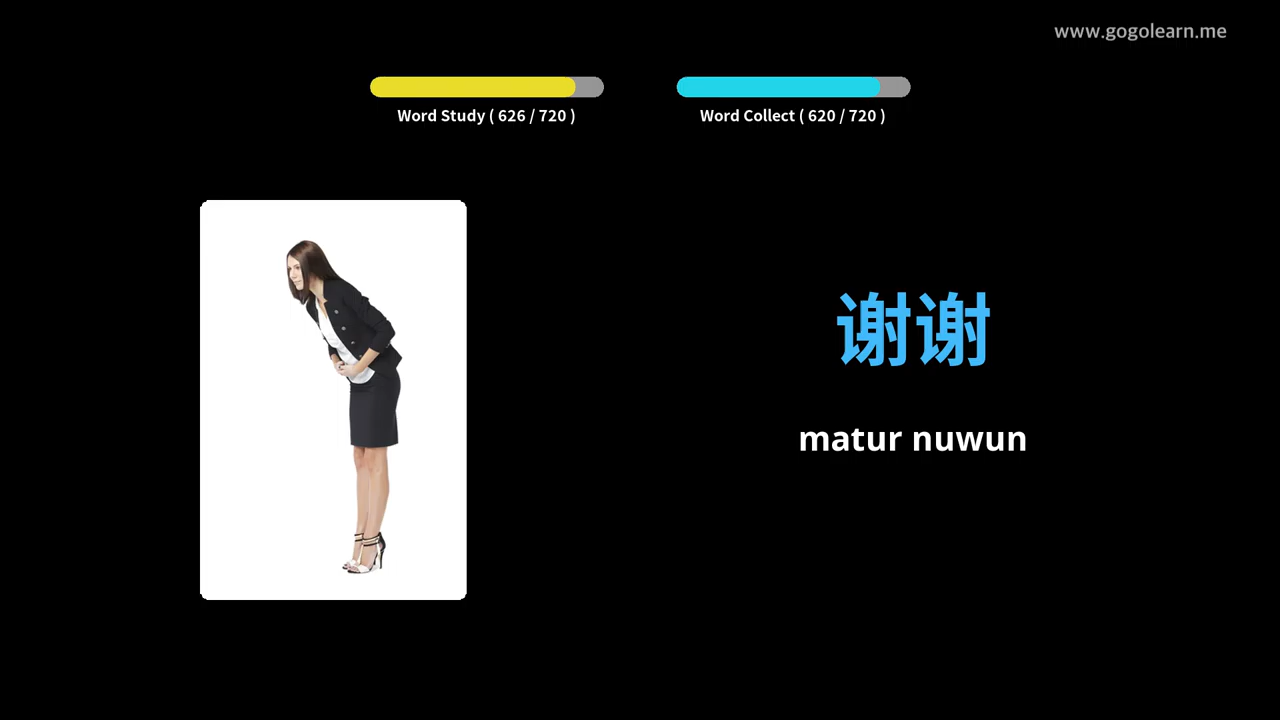 www.gogolearn.me
Word Study ( 626 / 720 )
Word Collect ( 620 / 720 )
谢谢
matur nuwun